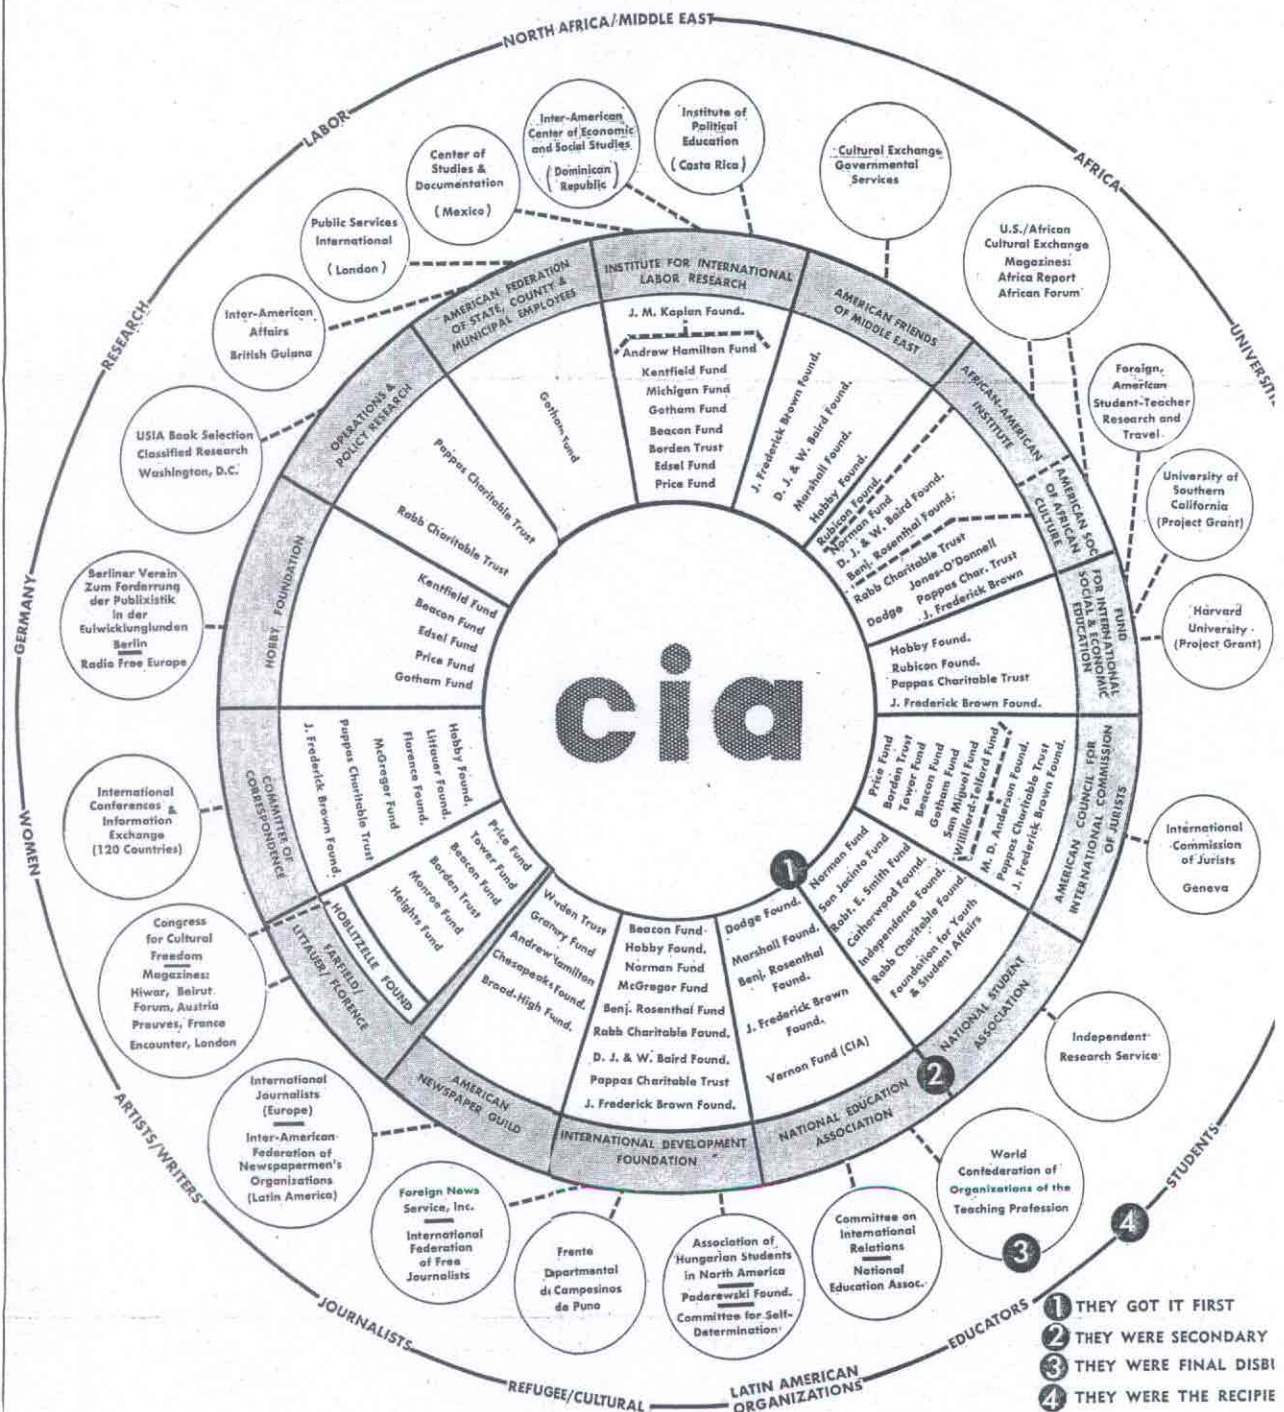 NORTH AFRICA/MIDDLE EAST
AFRICA
STUDENTS
EDUCATORS
LATIN AMERICAN
ORGANIZATIONS
REFUGEE/CULTURAL
JOURNALISTS
ARTISTS/WRITERS
WOMEN
GERMANY
RESEARCH
LABOR
Institute of
Political
Education
(Costa Rica)
Cultural Exchange
Governmental
Services
U.S./African
Cultural Exchange
Magazines:
Africa Report
African Forum
Foreign,
American
Student-Teacher
Research and
Travel
University of
Southern
California
(Project Grant)
Harvard
University
(Project Grant)
International
Commission
of Jurists
Geneva
Independent
Research Service
World
Confederation of
Organizations of the
Teaching Profession
Committee on
International
Relations
National
Education Assoc.
Association of
Hungarian Students
in North America
Paderewski Found.
Committee for Self-
Determination
Frente
Dipartmental
di Campesinos
de Puno
Foreign News
Service, Inc.
International
Federation
of Free
Journalists
International
Journalists
(Europe)
Inter-American
Federation of
Newspapermen's
Organizations
(Latin America)
Congress
for Cultural
Freedom
Magazines:
Hiwar, Beirut
Forum, Austria
Preuves, France
Encounter, London
International
Conferences &
Information
Exchange
(120 Countries)
Berliner Verein
Zum Forderrung
der Publixistik
in der
Eulwicklunglunden
Berlin
Radio Free Europe
USIA Book Selection
Classified Research
Washington, D.C.
Inter-American
Affairs
British Guiana
Public Services
International
(London)
Center of
Studies &
Documentation
(Mexico)
Inter-American
Center of Economic
and Social Studies
(Dominican
Republic)
INSTITUTE FOR INTERNATIONAL
LABOR RESEARCH
J. M. Kaplan Found.
Andrew Hamilton Fund
Kentfield Fund
Michigan Fund
Gotham Fund
Beacon Fund
Borden Trust
Edsel Fund
Price Fund
AMERICAN FRIENDS
OF MIDDLE EAST
J. Frederick Brown Found.
D. J. & W. Baird Found.
Marshall Found.
Hobby Found.
AFRICAN-AMERICAN
INSTITUTE
Rubicon Found.
Norman Fund
D. J. & W. Baird Found.
Benj. Rosenthal Found.
AMERICAN SOC
OF AFRICAN
CULTURE
Rabb Charitable Trust
Jones-O'Donnell
Dodge Pappas Char. Trust
J. Frederick Brown
FUND
FOR INTERNATIONAL
SOCIAL & ECONOMIC
EDUCATION
Hobby Found.
Rubicon Found.
Pappas Charitable Trust
J. Frederick Brown Found.
AMERICAN COUNCIL FOR
INTERNATIONAL COMMISSION
OF JURISTS
Price Fund
Borden Trust
Tower Fund
Beacon Fund
Gotham Fund
San Miguel Fund
Williford-Telford Fund
M. D. Anderson Found.
Pappas Charitable Trust
J. Frederick Brown Found.
NATIONAL STUDENT
ASSOCIATION
Norman Fund
San Jacinto Fund
Robt. E. Smith Fund
Catherwood Found.
Independence Found.
Rabb Charitable Found.
Foundation for Youth
& Student Affairs
NATIONAL EDUCATION
ASSOCIATION
Dodge Found.
Marshall Found.
Benj. Rosenthal
Found.
J. Frederick Brown
Found.
Vernon Fund (CIA)
INTERNATIONAL DEVELOPMENT
FOUNDATION
Beacon Fund
Hobby Found.
Norman Fund
McGregor Fund
Benj. Rosenthal Fund
Rabb Charitable Found.
D. J. & W. Baird Found.
Pappas Charitable Trust
J. Frederick Brown Found.
AMERICAN
NEWSPAPER GUILD
Warden Trust
Granary Fund
Andrew Hamilton
Chesapeake Found.
Broad-High Fund.
FARFIELD/
LITTAUER/ FLORENCE
HOBLITZELLE FOUND
Price Fund
Tower Fund
Beacon Fund
Borden Trust
Monroe Fund
Heights Fund
COMMITTEE OF
CORRESPONDENCE
Hobby Found.
Littauer Found.
Florence Found.
McGregor Fund
Pappas Charitable Trust
J. Frederick Brown Found.
HOBBY FOUNDATION
Kentfield Fund
Beacon Fund
Edsel Fund
Price Fund
Gotham Fund
OPERATIONS &
POLICY RESEARCH
Pappas Charitable Trust
Rabb Charitable Trust
AMERICAN FEDERATION
OF STATE, COUNTY &
MUNICIPAL EMPLOYEES
Gotham Fund
cia
1
2
3
4
1 THEY GOT IT FIRST
2 THEY WERE SECONDARY
3 THEY WERE FINAL
4 THEY WERE THE